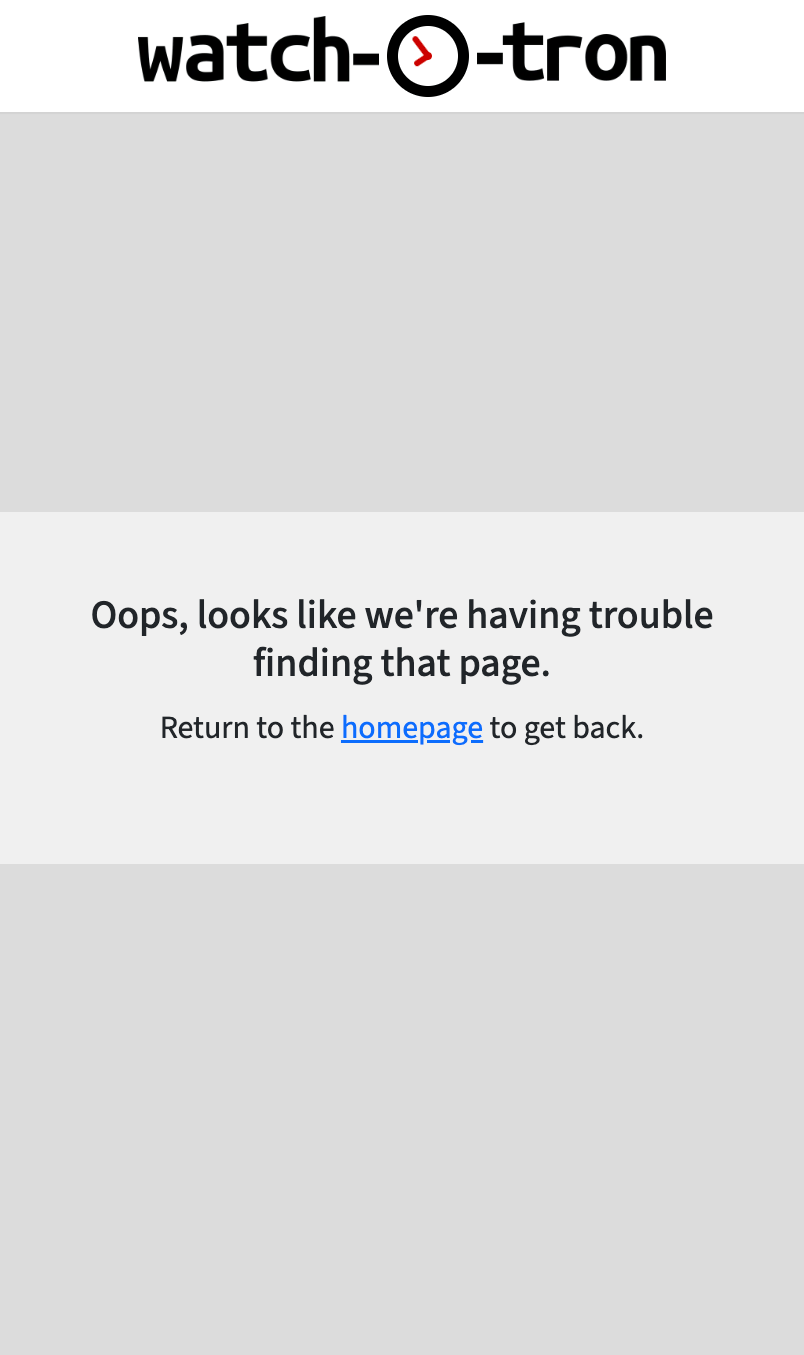 watch-O-tron
Oops, looks like we're having trouble
finding that page.
Return to the homepage to get back.